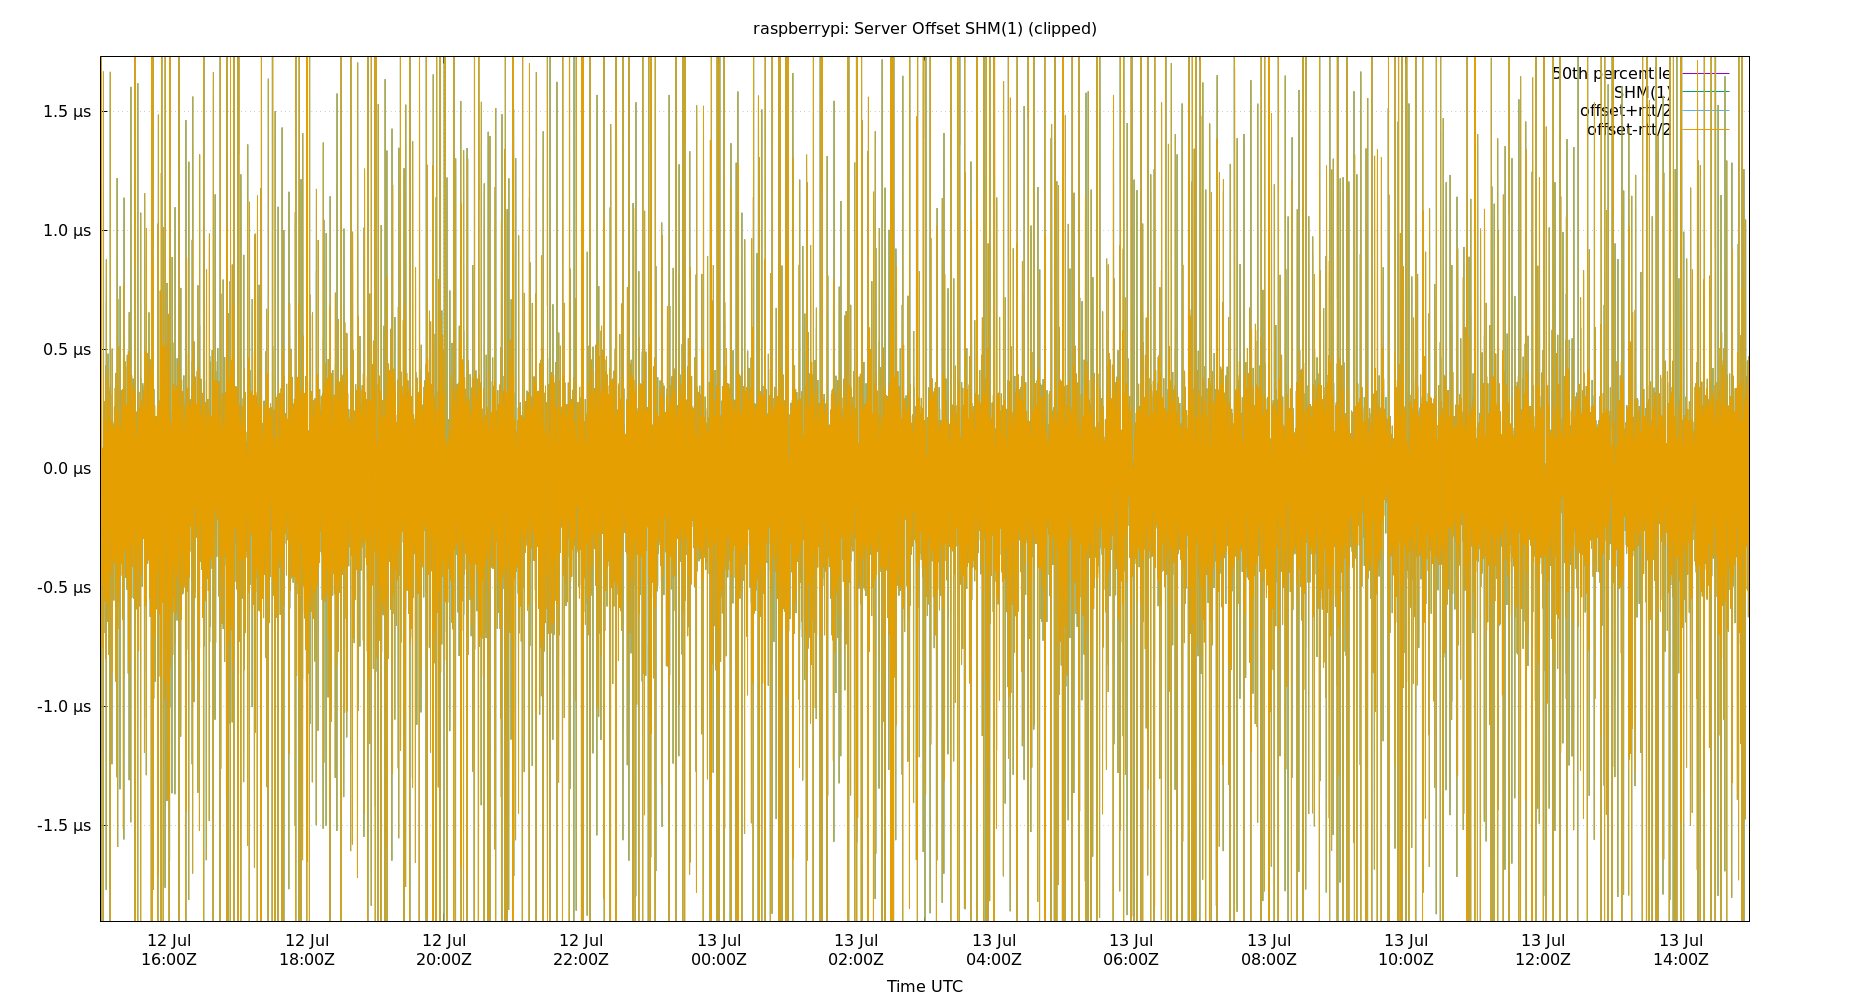 raspberrypi: Server Offset SHM(1) (clipped)
50th percentile
SHM(1)
offset+rtt/2
offset-rtt/2
1.5 µs
1.0 µs
0.5 µs
0.0 µs
-0.5 µs
-1.0 µs
-1.5 µs
12 Jul 12 Jul 12 Jul 12 Jul 13 Jul 13 Jul 13 Jul 13 Jul 13 Jul 13 Jul 13 Jul 13 Jul
16:00Z 18:00Z 20:00Z 22:00Z 00:00Z 02:00Z 04:00Z 06:00Z 08:00Z 10:00Z 12:00Z 14:00Z
Time UTC